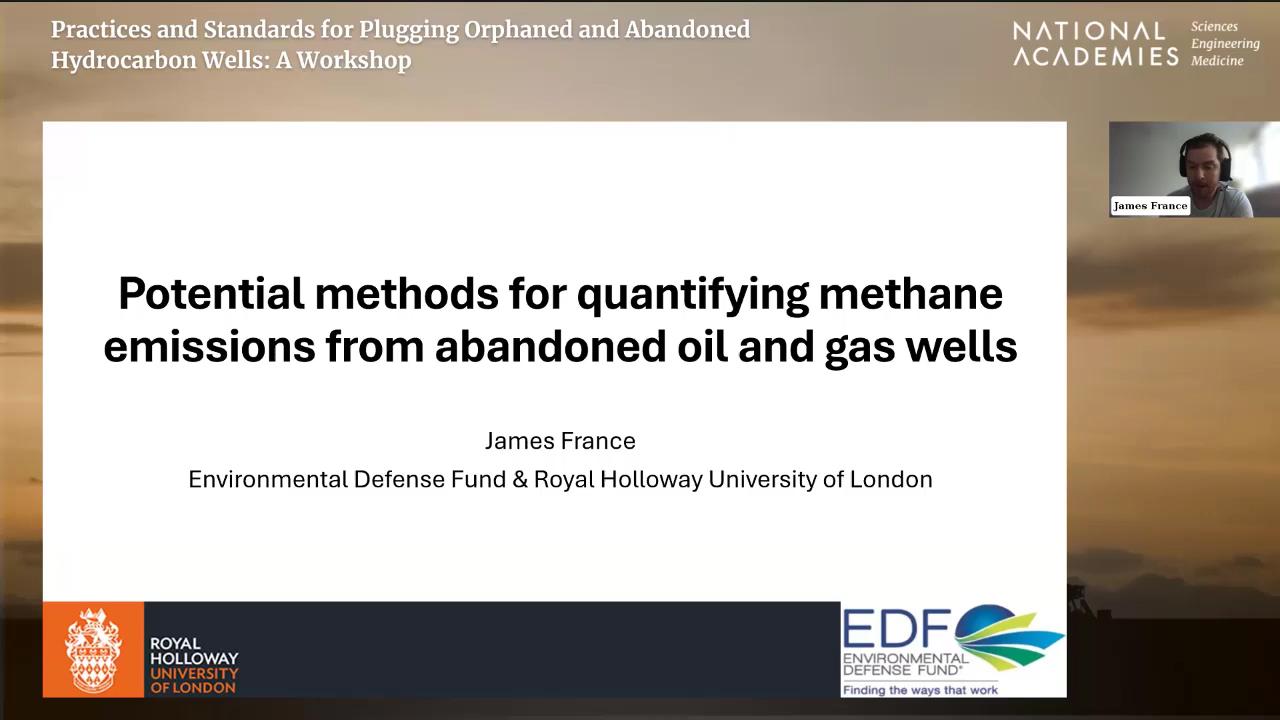 Practices and Standards for Plugging Orphaned and Abandoned
Hydrocarbon Wells: A Workshop
NATIONAL
ACADEMIES
Sciences
Engineering
Medicine
James France
Potential methods for quantifying methane
emissions from abandoned oil and gas wells
James France
Environmental Defense Fund & Royal Holloway University of London
ROYAL
HOLLOWAY
UNIVERSITY
OF LONDON
EDF
ENVIRONMENTAL
DEFENSE FUND®
Finding the ways that work